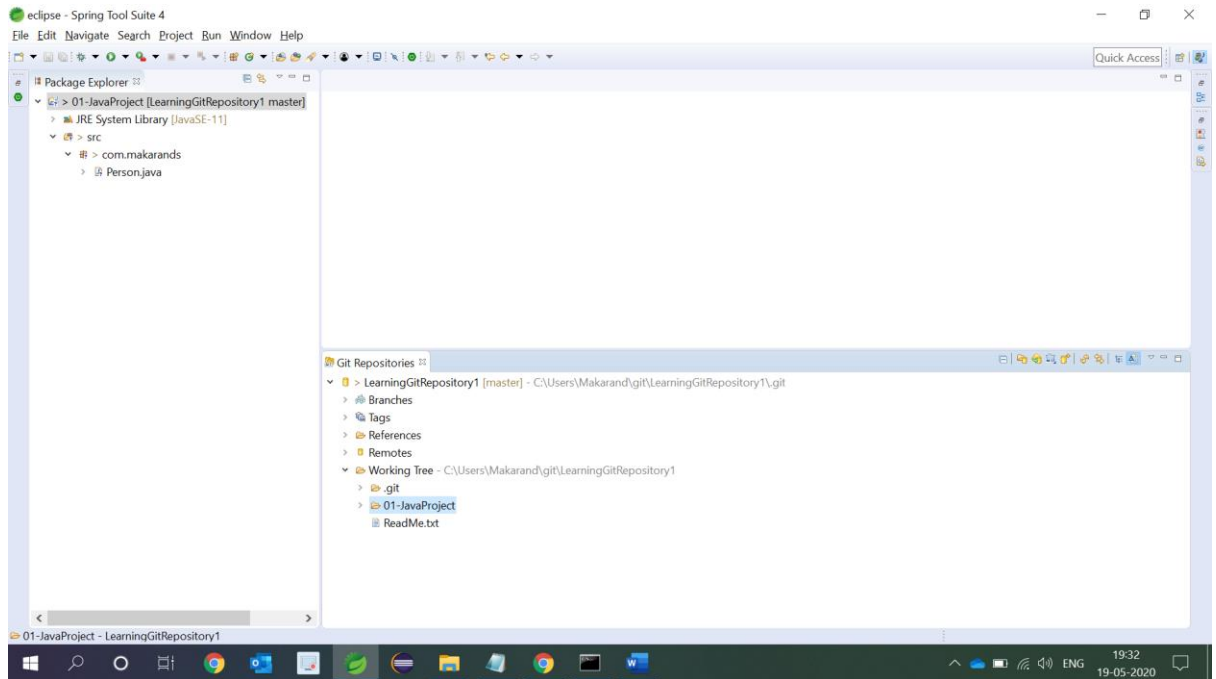 eclipse - Spring Tool Suite 4
File Edit Navigate Search Project Run Window Help
Quick Access
Package Explorer
> 01-JavaProject [LearningGitRepository1 master]
JRE System Library [JavaSE-11]
> src
> com.makarands
Person.java
Git Repositories
> LearningGitRepository1 [master] - C:\Users\Makarand\git\LearningGitRepository1\.git
Branches
Tags
References
Remotes
Working Tree - C:\Users\Makarand\git\LearningGitRepository1
.git
01-JavaProject
ReadMe.txt
01-JavaProject - LearningGitRepository1
ENG
19:32
19-05-2020